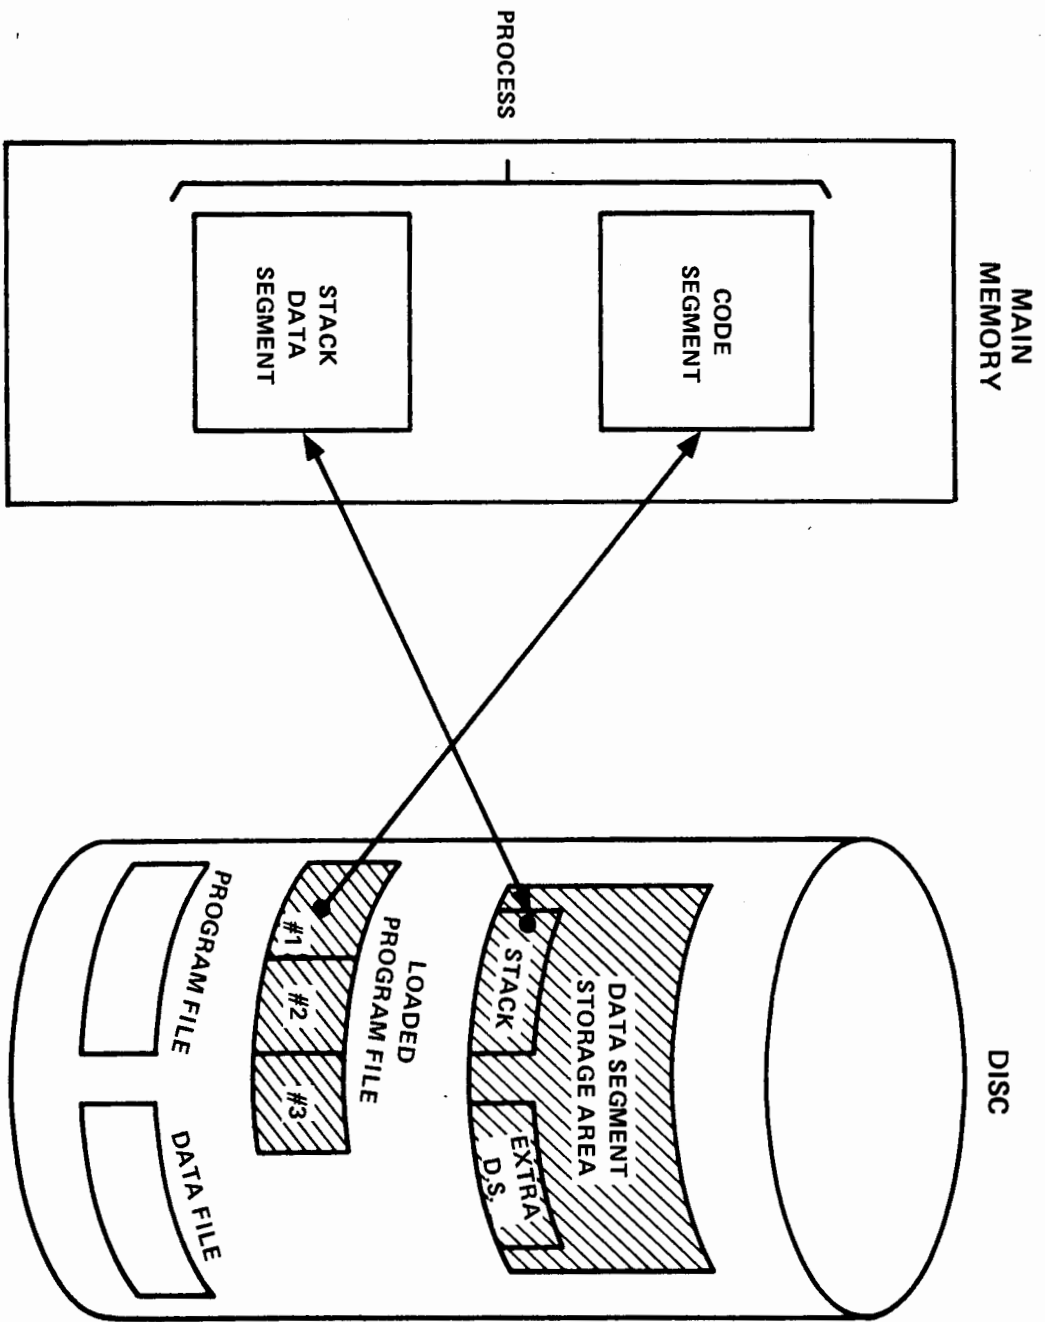 MAIN
MEMORY
PROCESS
CODE
SEGMENT
STACK
DATA
SEGMENT
DISC
DATA SEGMENT
STORAGE AREA
STACK
EXTRA
D.S.
LOADED
PROGRAM FILE
#1
#2
#3
PROGRAM FILE
DATA FILE